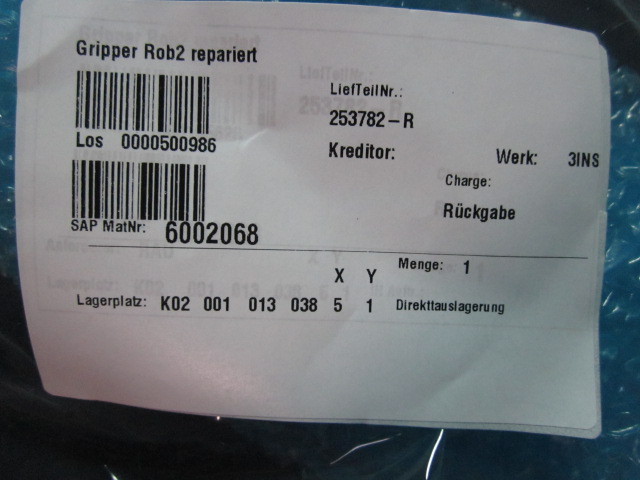 Gripper Rob2 repariert
LiefTeilNr.:
253782-R
Los 0000500986
Kreditor:
Werk: 3INS
Charge:
Rückgabe
SAP MatNr: 6002068
Menge: 1
X Y
Lagerplatz: K02 001 013 038 5 1 Direktauslagerung